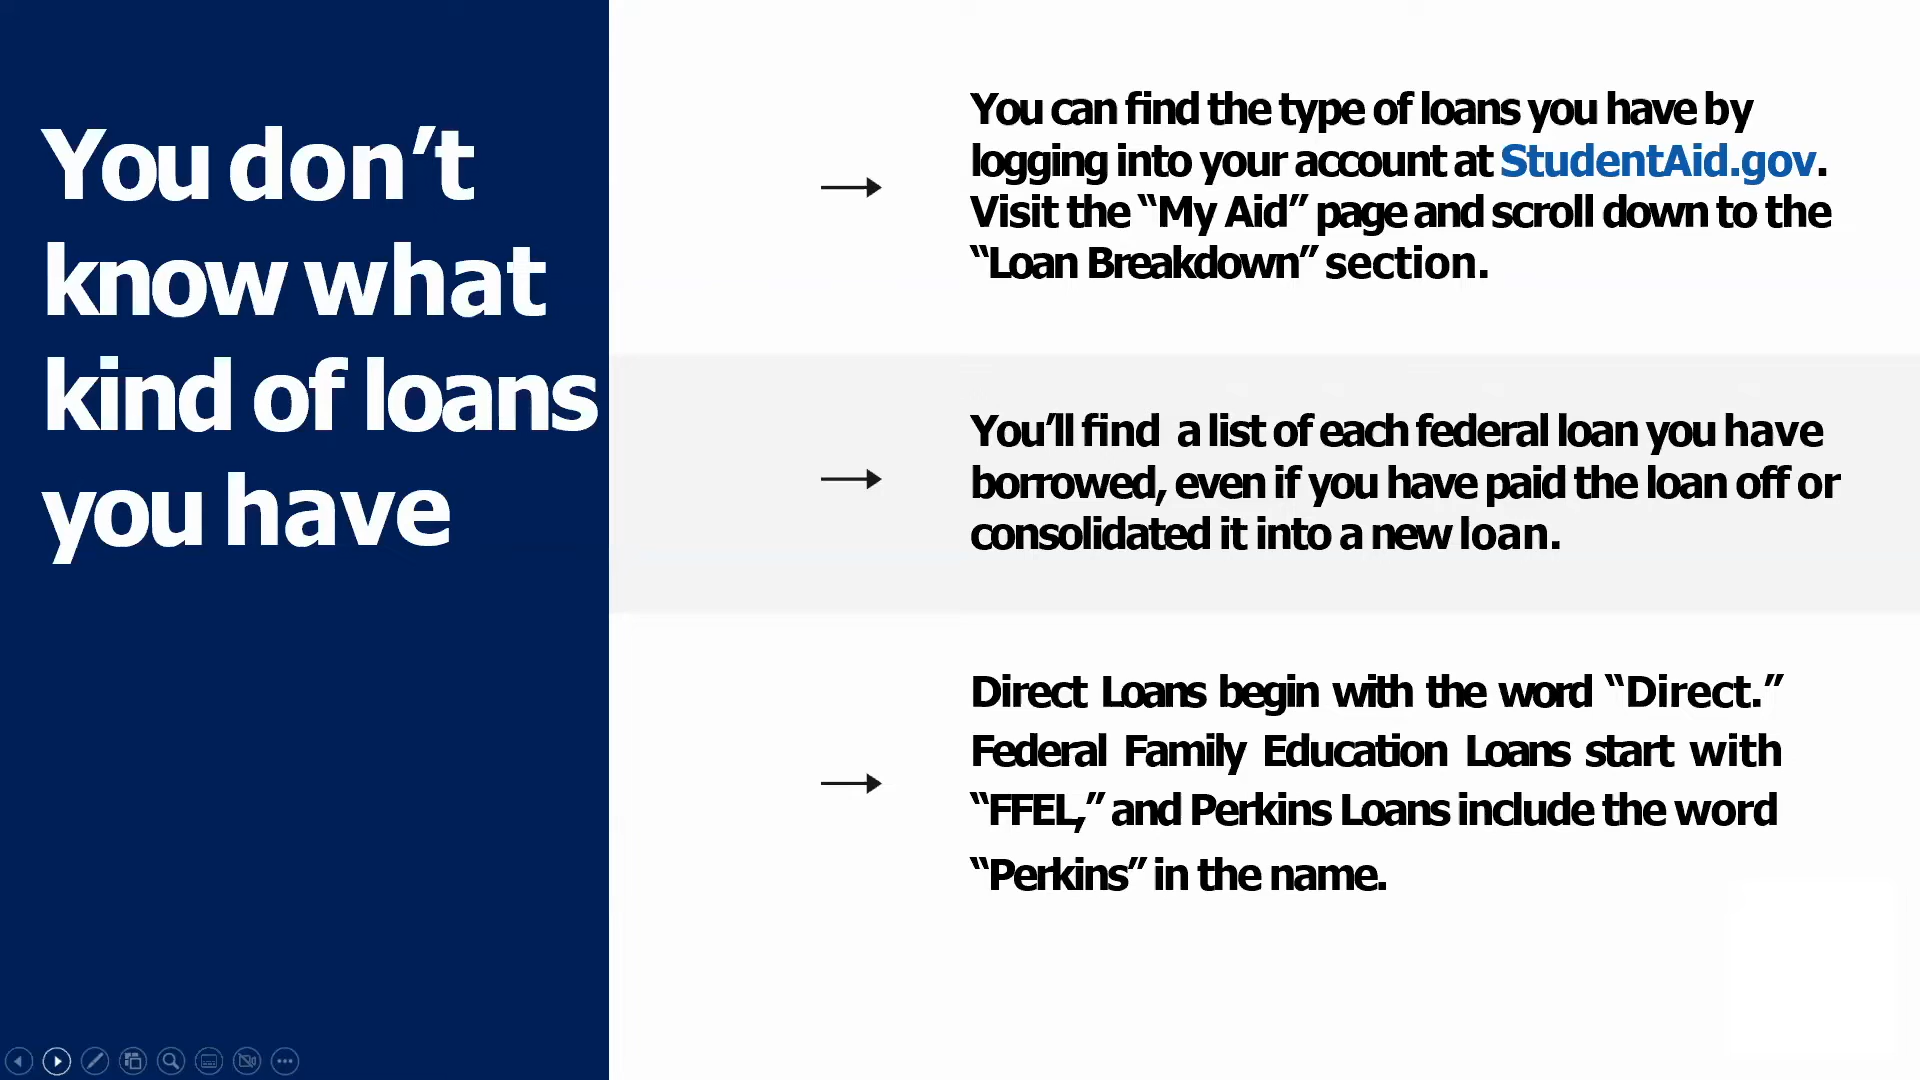 You don’t
know what
kind of loans
you have
You can find the type of loans you have by
logging into your account at StudentAid.gov.
Visit the “My Aid” page and scroll down to the
“Loan Breakdown” section.
You’ll find a list of each federal loan you have
borrowed, even if you have paid the loan off or
consolidated it into a new loan.
Direct Loans begin with the word “Direct.”
Federal Family Education Loans start with
“FFEL,” and Perkins Loans include the word
“Perkins” in the name.